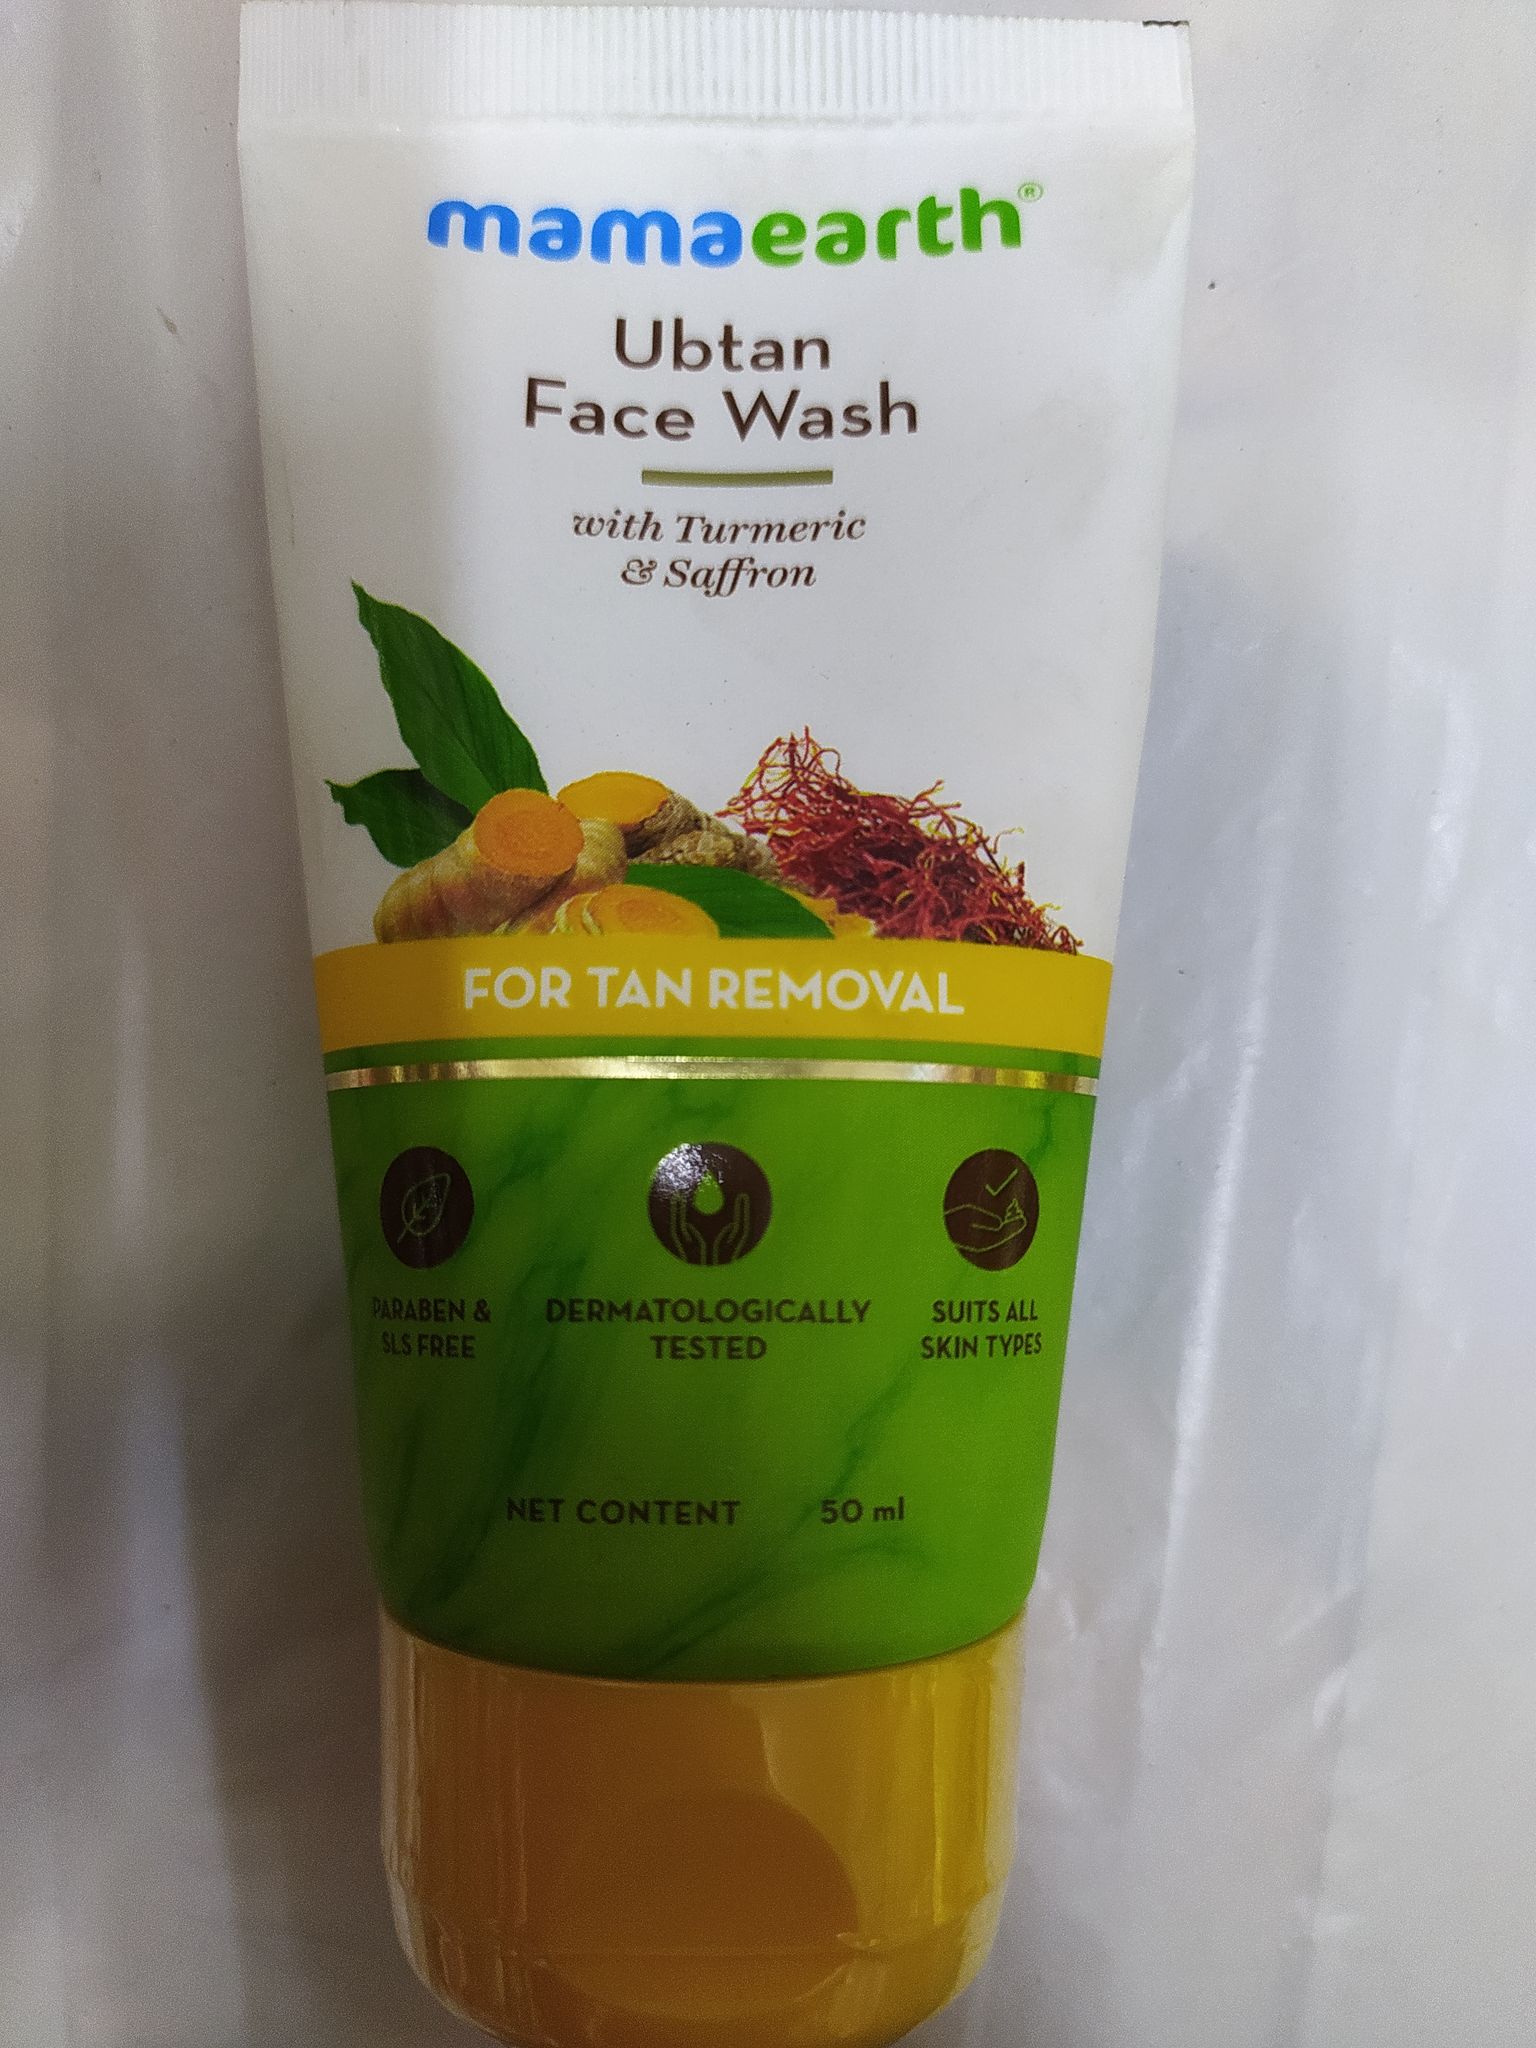 mamaearth®
Ubtan
Face Wash
with Turmeric
& Saffron
FOR TAN REMOVAL
PARABEN &
SLS FREE
DERMATOLOGICALLY
TESTED
SUITS ALL
SKIN TYPES
NET CONTENT 50 ml